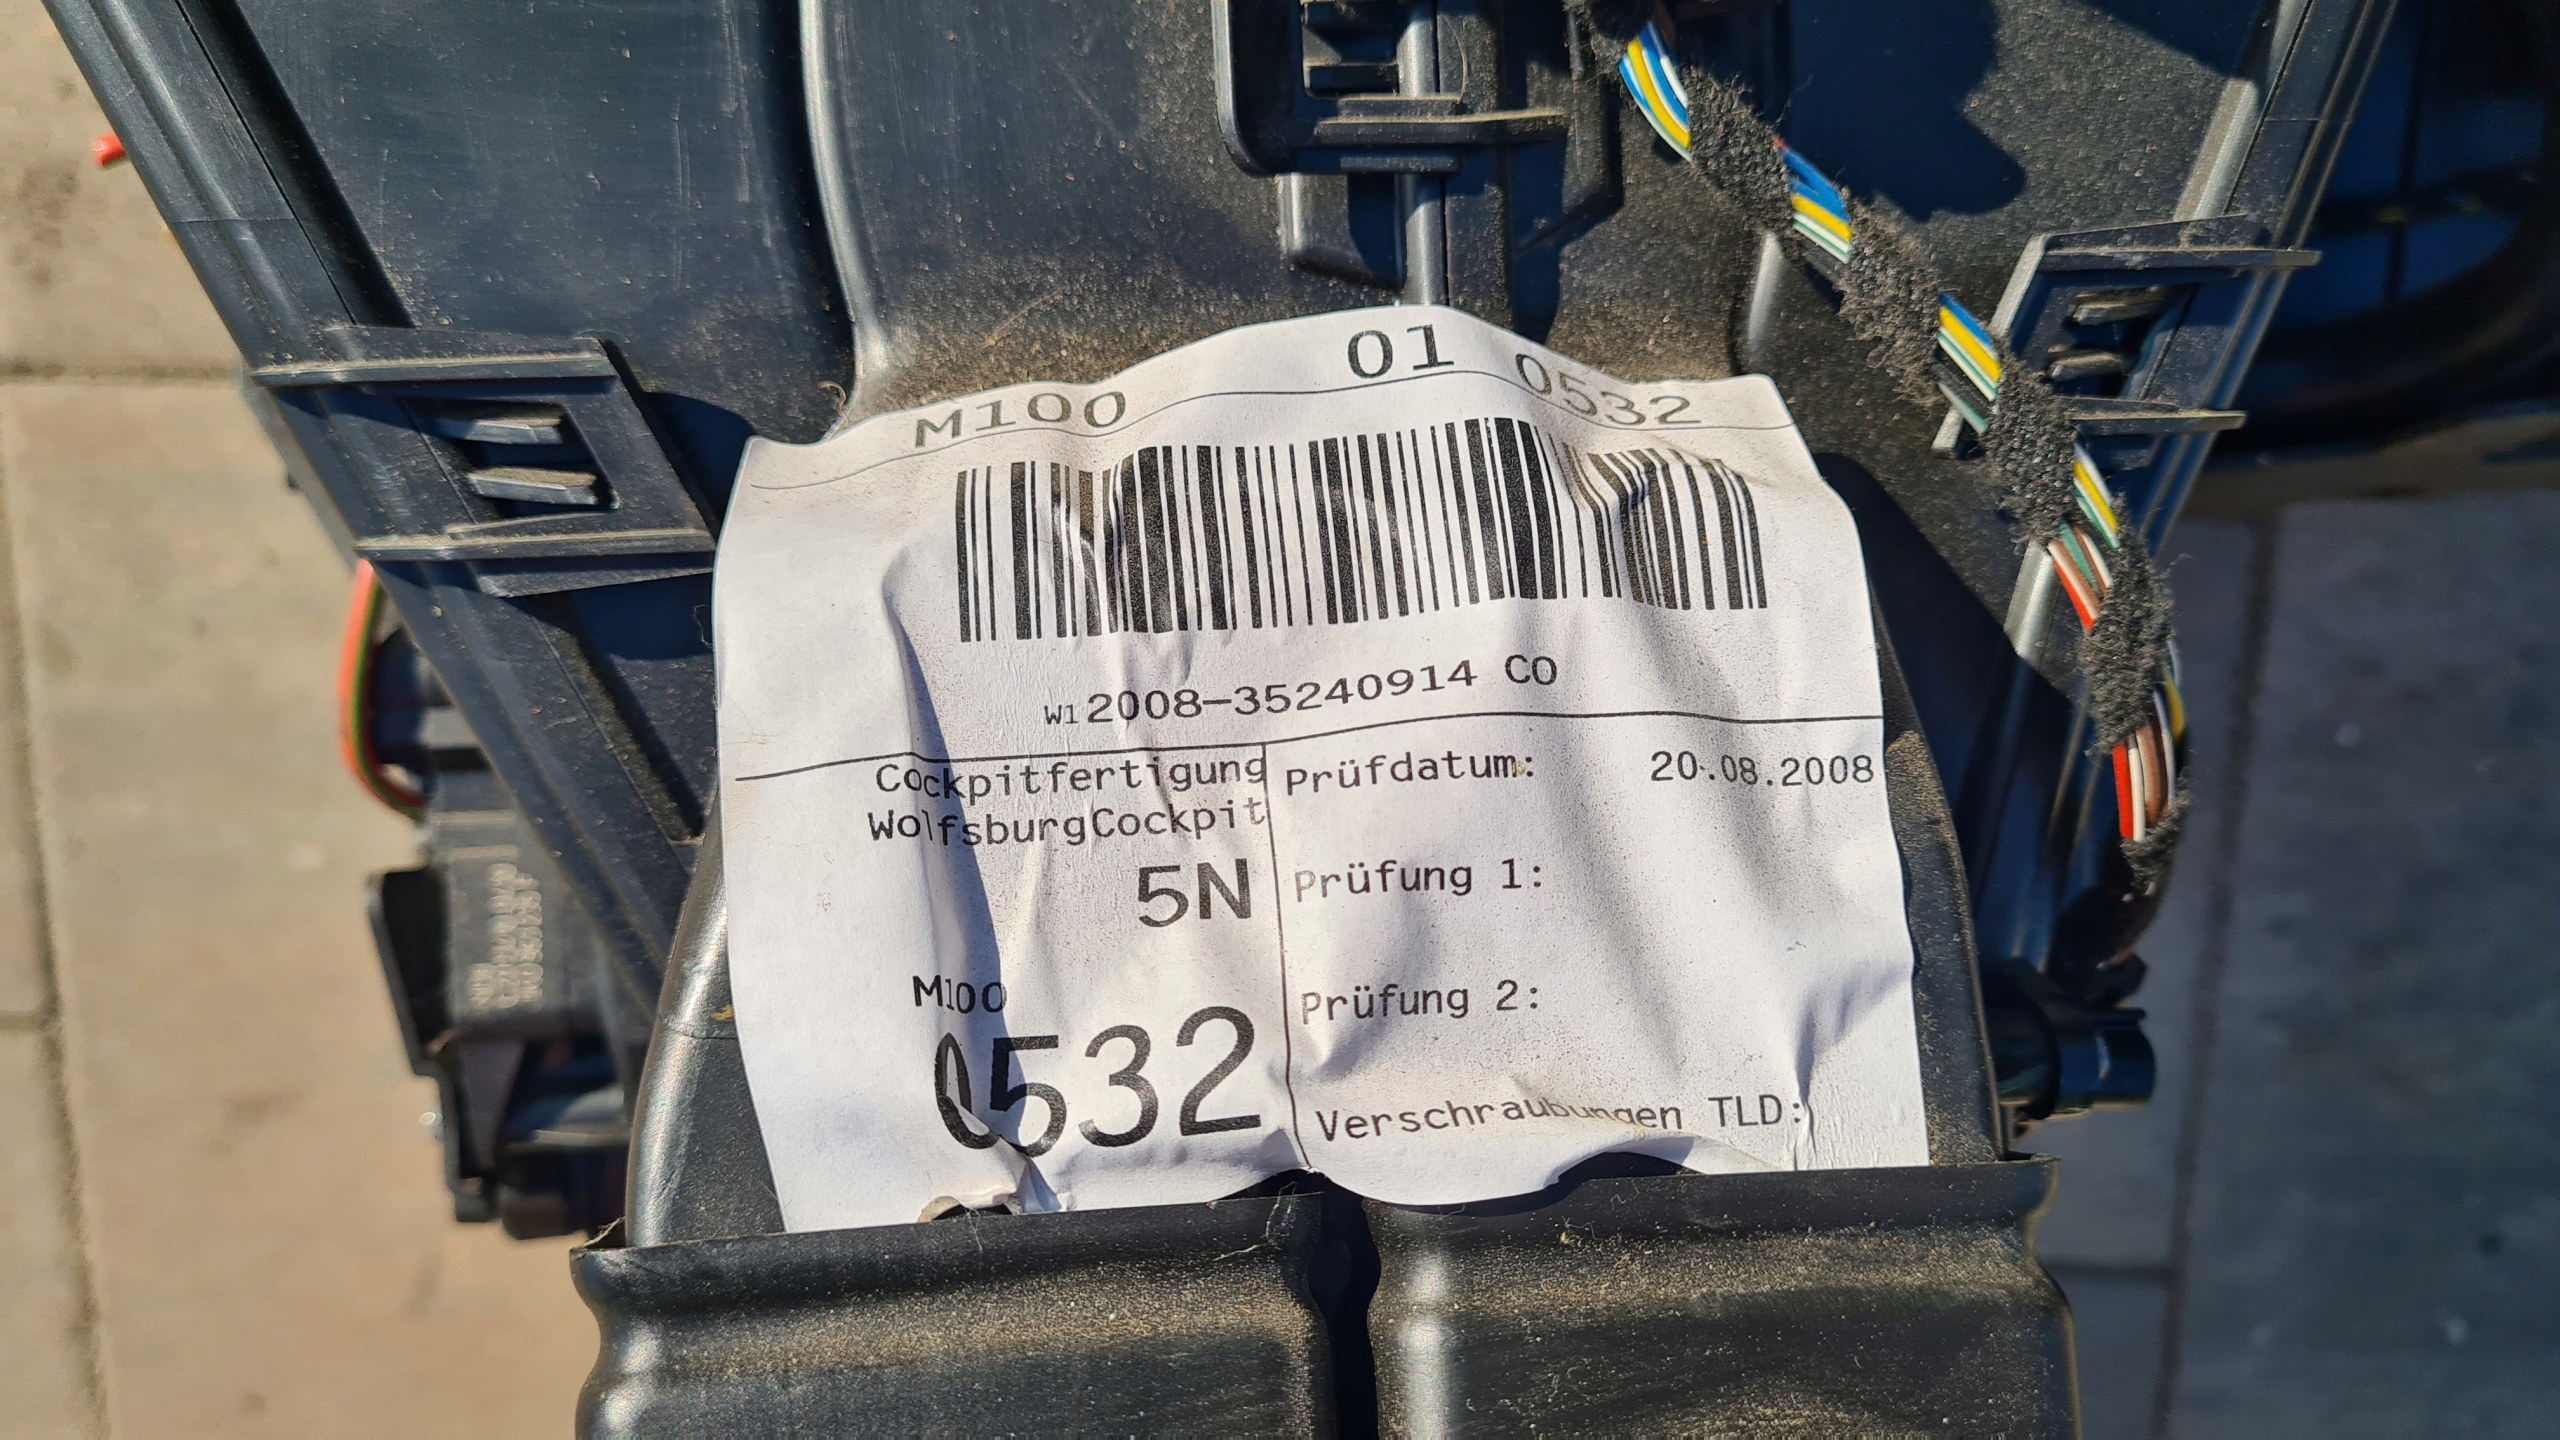 M100 01 0532
W1 2008-35240914 CO
Cockpitfertigung
WolfsburgCockpit
5N
M100
0532
Prüfdatum: 20.08.2008
Prüfung 1:
Prüfung 2:
Verschraubungen TLD: